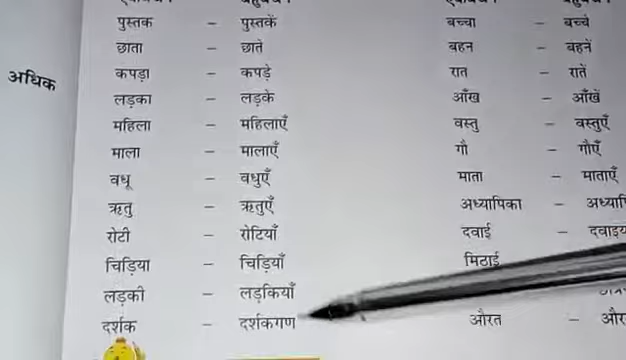 अधिक
पुस्तक – पुस्तकें
छाता – छाते
कपड़ा – कपड़े
लड़का – लड़के
महिला – महिलाएँ
माला – मालाएँ
वधू – वधुएँ
ऋतु – ऋतुएँ
रोटी – रोटियाँ
चिड़िया – चिड़ियाँ
लड़की – लड़कियाँ
दर्शक – दर्शकगण
बच्चा – बच्चे
बहन – बहनें
रात – रातें
आँख – आँखें
वस्तु – वस्तुएँ
गौ – गौएँ
माता – माताएँ
अध्यापिका –
दवाई –
मिठाई
औरत –